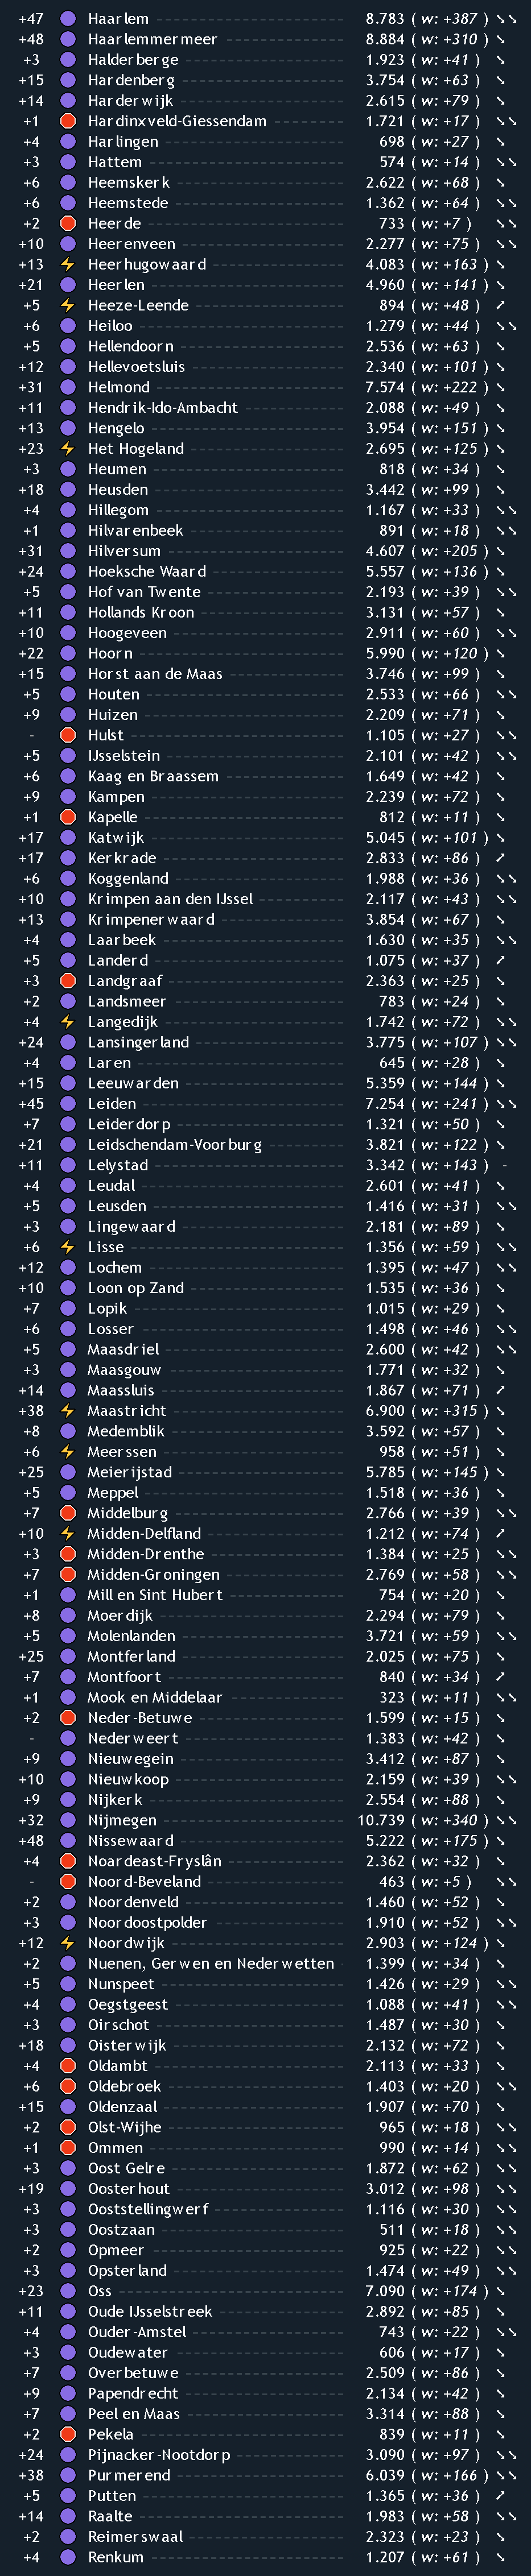 +47 Haarlem 8.783 ( w: +387 ) ↘↘
+48 Haarlemmermeer 8.884 ( w: +310 ) ↘
+3 Halderberge 1.923 ( w: +41 ) ↘
+15 Hardenberg 3.754 ( w: +63 ) ↘
+14 Harderwijk 2.615 ( w: +79 ) ↘
+1 Hardinxveld-Giessendam 1.721 ( w: +17 ) ↘↘
+4 Harlingen 698 ( w: +27 ) ↘
+3 Hattem 574 ( w: +14 ) ↘↘
+6 Heemskerk 2.622 ( w: +68 ) ↘
+6 Heemstede 1.362 ( w: +64 ) ↘↘
+2 Heerde 733 ( w: +7 ) ↘↘
+10 Heerenveen 2.277 ( w: +75 ) ↘↘
+13 Heerhugowaard 4.083 ( w: +163 ) ↘
+21 Heerlen 4.960 ( w: +141 ) ↘
+5 Heeze-Leende 894 ( w: +48 ) ↗
+6 Heiloo 1.279 ( w: +44 ) ↘↘
+5 Hellendoorn 2.536 ( w: +63 ) ↘
+12 Hellevoetsluis 2.340 ( w: +101 ) ↘
+31 Helmond 7.574 ( w: +222 ) ↘
+11 Hendrik-Ido-Ambacht 2.088 ( w: +49 ) ↘
+13 Hengelo 3.954 ( w: +151 ) ↘
+23 Het Hogeland 2.695 ( w: +125 ) ↘
+3 Heumen 818 ( w: +34 ) ↘
+18 Heusden 3.442 ( w: +99 ) ↘
+4 Hillegom 1.167 ( w: +33 ) ↘↘
+1 Hilvarenbeek 891 ( w: +18 ) ↘↘
+31 Hilversum 4.607 ( w: +205 ) ↘
+24 Hoeksche Waard 5.557 ( w: +136 ) ↘
+5 Hof van Twente 2.193 ( w: +39 ) ↘↘
+11 Hollands Kroon 3.131 ( w: +57 ) ↘
+10 Hoogeveen 2.911 ( w: +60 ) ↘↘
+22 Hoorn 5.990 ( w: +120 ) ↘
+15 Horst aan de Maas 3.746 ( w: +99 ) ↘
+5 Houten 2.533 ( w: +66 ) ↘↘
+9 Huizen 2.209 ( w: +71 ) ↘
- Hulst 1.105 ( w: +27 ) ↘↘
+5 IJsselstein 2.101 ( w: +42 ) ↘↘
+6 Kaag en Braassem 1.649 ( w: +42 ) ↘
+9 Kampen 2.239 ( w: +72 ) ↘
+1 Kapelle 812 ( w: +11 ) ↘
+17 Katwijk 5.045 ( w: +101 ) ↘
+17 Kerkrade 2.833 ( w: +86 ) ↗
+6 Koggenland 1.988 ( w: +36 ) ↘↘
+10 Krimpen aan den IJssel 2.117 ( w: +43 ) ↘↘
+13 Krimpenerwaard 3.854 ( w: +67 ) ↘
+4 Laarbeek 1.630 ( w: +35 ) ↘↘
+5 Landerd 1.075 ( w: +37 ) ↗
+3 Landgraaf 2.363 ( w: +25 ) ↘
+2 Landsmeer 783 ( w: +24 ) ↘
+4 Langedijk 1.742 ( w: +72 ) ↘↘
+24 Lansingerland 3.775 ( w: +107 ) ↘↘
+4 Laren 645 ( w: +28 ) ↘
+15 Leeuwarden 5.359 ( w: +144 ) ↘
+45 Leiden 7.254 ( w: +241 ) ↘↘
+7 Leiderdorp 1.321 ( w: +50 ) ↘
+21 Leidschendam-Voorburg 3.821 ( w: +122 ) ↘
+11 Lelystad 3.342 ( w: +143 ) -
+4 Leudal 2.601 ( w: +41 ) ↘
+5 Leusden 1.416 ( w: +31 ) ↘↘
+3 Lingewaard 2.181 ( w: +89 ) ↘
+6 Lisse 1.356 ( w: +59 ) ↘↘
+12 Lochem 1.395 ( w: +47 ) ↘↘
+10 Loon op Zand 1.535 ( w: +36 ) ↘
+7 Lopik 1.015 ( w: +29 ) ↘
+6 Losser 1.498 ( w: +46 ) ↘↘
+5 Maasdriel 2.600 ( w: +42 ) ↘↘
+3 Maasgouw 1.771 ( w: +32 ) ↘
+14 Maassluis 1.867 ( w: +71 ) ↗
+38 Maastricht 6.900 ( w: +315 ) ↘
+8 Medemblik 3.592 ( w: +57 ) ↘
+6 Meerssen 958 ( w: +51 ) ↘
+25 Meierijstad 5.785 ( w: +145 ) ↘
+5 Meppel 1.518 ( w: +36 ) ↘
+7 Middelburg 2.766 ( w: +39 ) ↘↘
+10 Midden-Delfland 1.212 ( w: +74 ) ↗
+3 Midden-Drenthe 1.384 ( w: +25 ) ↘↘
+7 Midden-Groningen 2.769 ( w: +58 ) ↘↘
+1 Mill en Sint Hubert 754 ( w: +20 ) ↘
+8 Moerdijk 2.294 ( w: +79 ) ↘
+5 Molenlanden 3.721 ( w: +59 ) ↘↘
+25 Montferland 2.025 ( w: +75 ) ↘
+7 Montfoort 840 ( w: +34 ) ↗
+1 Mook en Middelaar 323 ( w: +11 ) ↘↘
+2 Neder-Betuwe 1.599 ( w: +15 ) ↘
- Nederweert 1.383 ( w: +42 ) ↘
+9 Nieuwegein 3.412 ( w: +87 ) ↘
+10 Nieuwkoop 2.159 ( w: +39 ) ↘↘
+9 Nijkerk 2.554 ( w: +88 ) ↘
+32 Nijmegen 10.739 ( w: +340 ) ↘↘
+48 Nissewaard 5.222 ( w: +175 ) ↘
+4 Noardeast-Fryslân 2.362 ( w: +32 ) ↘
- Noord-Beveland 463 ( w: +5 ) ↘↘
+2 Noordenveld 1.460 ( w: +52 ) ↘
+3 Noordoostpolder 1.910 ( w: +52 ) ↘↘
+12 Noordwijk 2.903 ( w: +124 ) ↘
+2 Nuenen, Gerwen en Nederwetten 1.399 ( w: +34 ) ↘
+5 Nunspeet 1.426 ( w: +29 ) ↘↘
+4 Oegstgeest 1.088 ( w: +41 ) ↘↘
+3 Oirschot 1.487 ( w: +30 ) ↘
+18 Oisterwijk 2.132 ( w: +72 ) ↘
+4 Oldambt 2.113 ( w: +33 ) ↘
+6 Oldebroek 1.403 ( w: +20 ) ↘↘
+15 Oldenzaal 1.907 ( w: +70 ) ↘
+2 Olst-Wijhe 965 ( w: +18 ) ↘↘
+1 Ommen 990 ( w: +14 ) ↘↘
+3 Oost Gelre 1.872 ( w: +62 ) ↘↘
+19 Oosterhout 3.012 ( w: +98 ) ↘↘
+3 Ooststellingwerf 1.116 ( w: +30 ) ↘↘
+3 Oostzaan 511 ( w: +18 ) ↘↘
+2 Opmeer 925 ( w: +22 ) ↘↘
+3 Opsterland 1.474 ( w: +49 ) ↘↘
+23 Oss 7.090 ( w: +174 ) ↘
+11 Oude IJsselstreek 2.892 ( w: +85 ) ↘
+4 Ouder-Amstel 743 ( w: +22 ) ↘↘
+3 Oudewater 606 ( w: +17 ) ↘
+7 Overbetuwe 2.509 ( w: +86 ) ↘
+9 Papendrecht 2.134 ( w: +42 ) ↘
+7 Peel en Maas 3.314 ( w: +88 ) ↘
+2 Pekela 839 ( w: +11 ) ↘
+24 Pijnacker-Nootdorp 3.090 ( w: +97 ) ↘↘
+38 Purmerend 6.039 ( w: +166 ) ↘↘
+5 Putten 1.365 ( w: +36 ) ↗
+14 Raalte 1.983 ( w: +58 ) ↘↘
+2 Reimerswaal 2.323 ( w: +23 ) ↘
+4 Renkum 1.207 ( w: +61 ) ↘